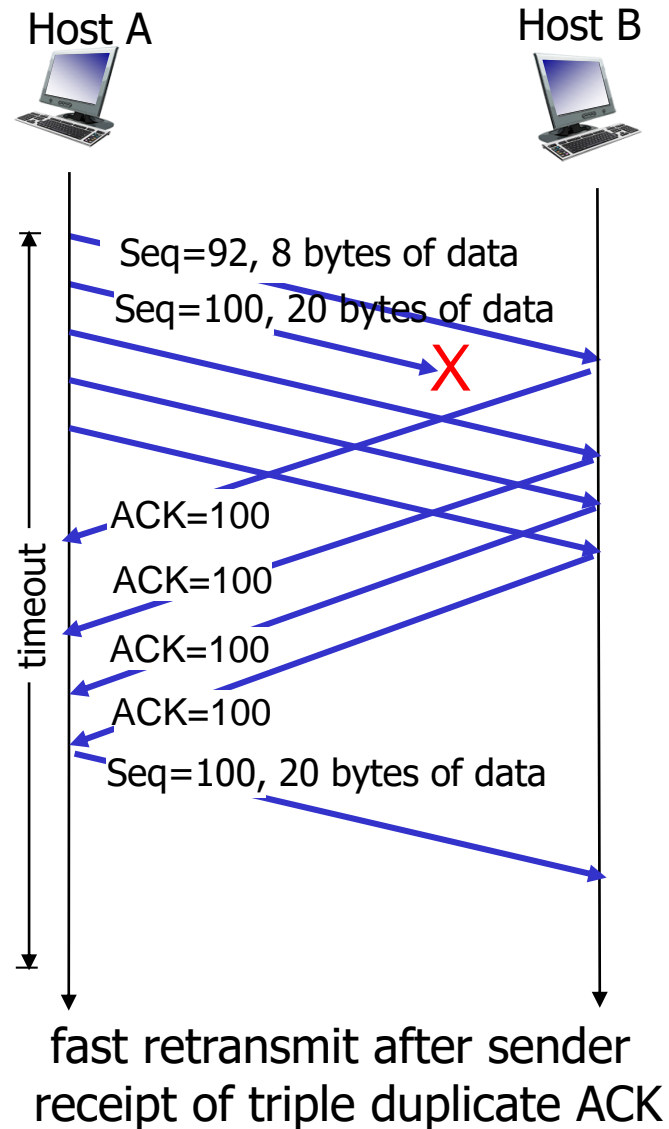 Host A
Host B
Seq=92, 8 bytes of data
Seq=100, 20 bytes of data
X
ACK=100
ACK=100
ACK=100
ACK=100
timeout
Seq=100, 20 bytes of data
fast retransmit after sender
receipt of triple duplicate ACK